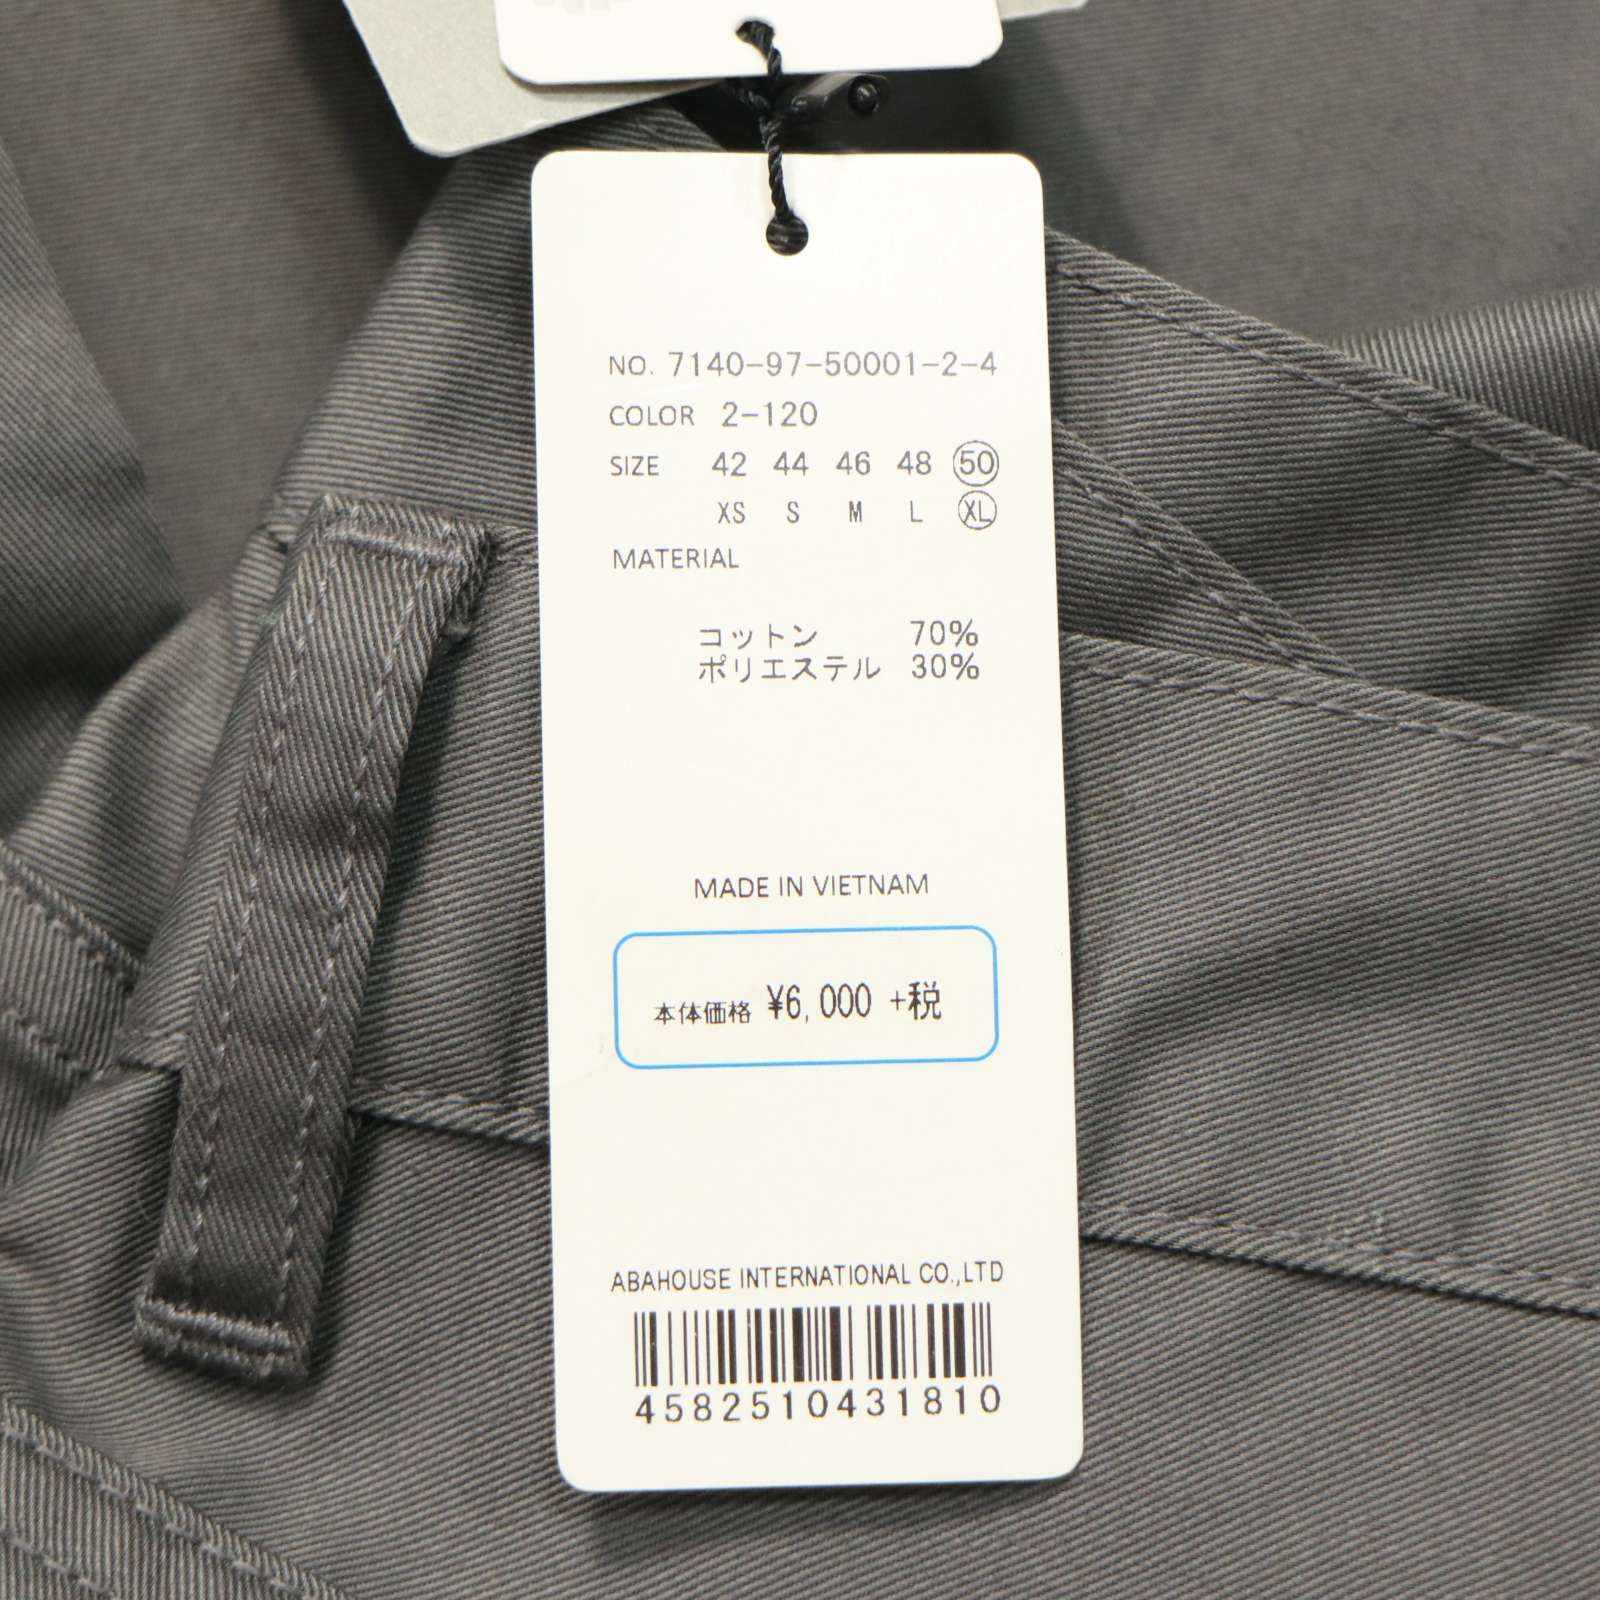 NO. 7140-97-50001-2-4
COLOR 2-120
SIZE 42 44 46 48 50
XS S M L XL
MATERIAL
コットン 70%
ポリエステル 30%
MADE IN VIETNAM
本体価格 ¥6,000 +税
ABAHOUSE INTERNATIONAL CO.,LTD
4582510431810